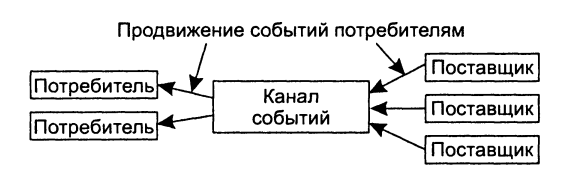 Продвижение событий потребителям
Потребитель
Потребитель
Канал
событий
Поставщик
Поставщик
Поставщик